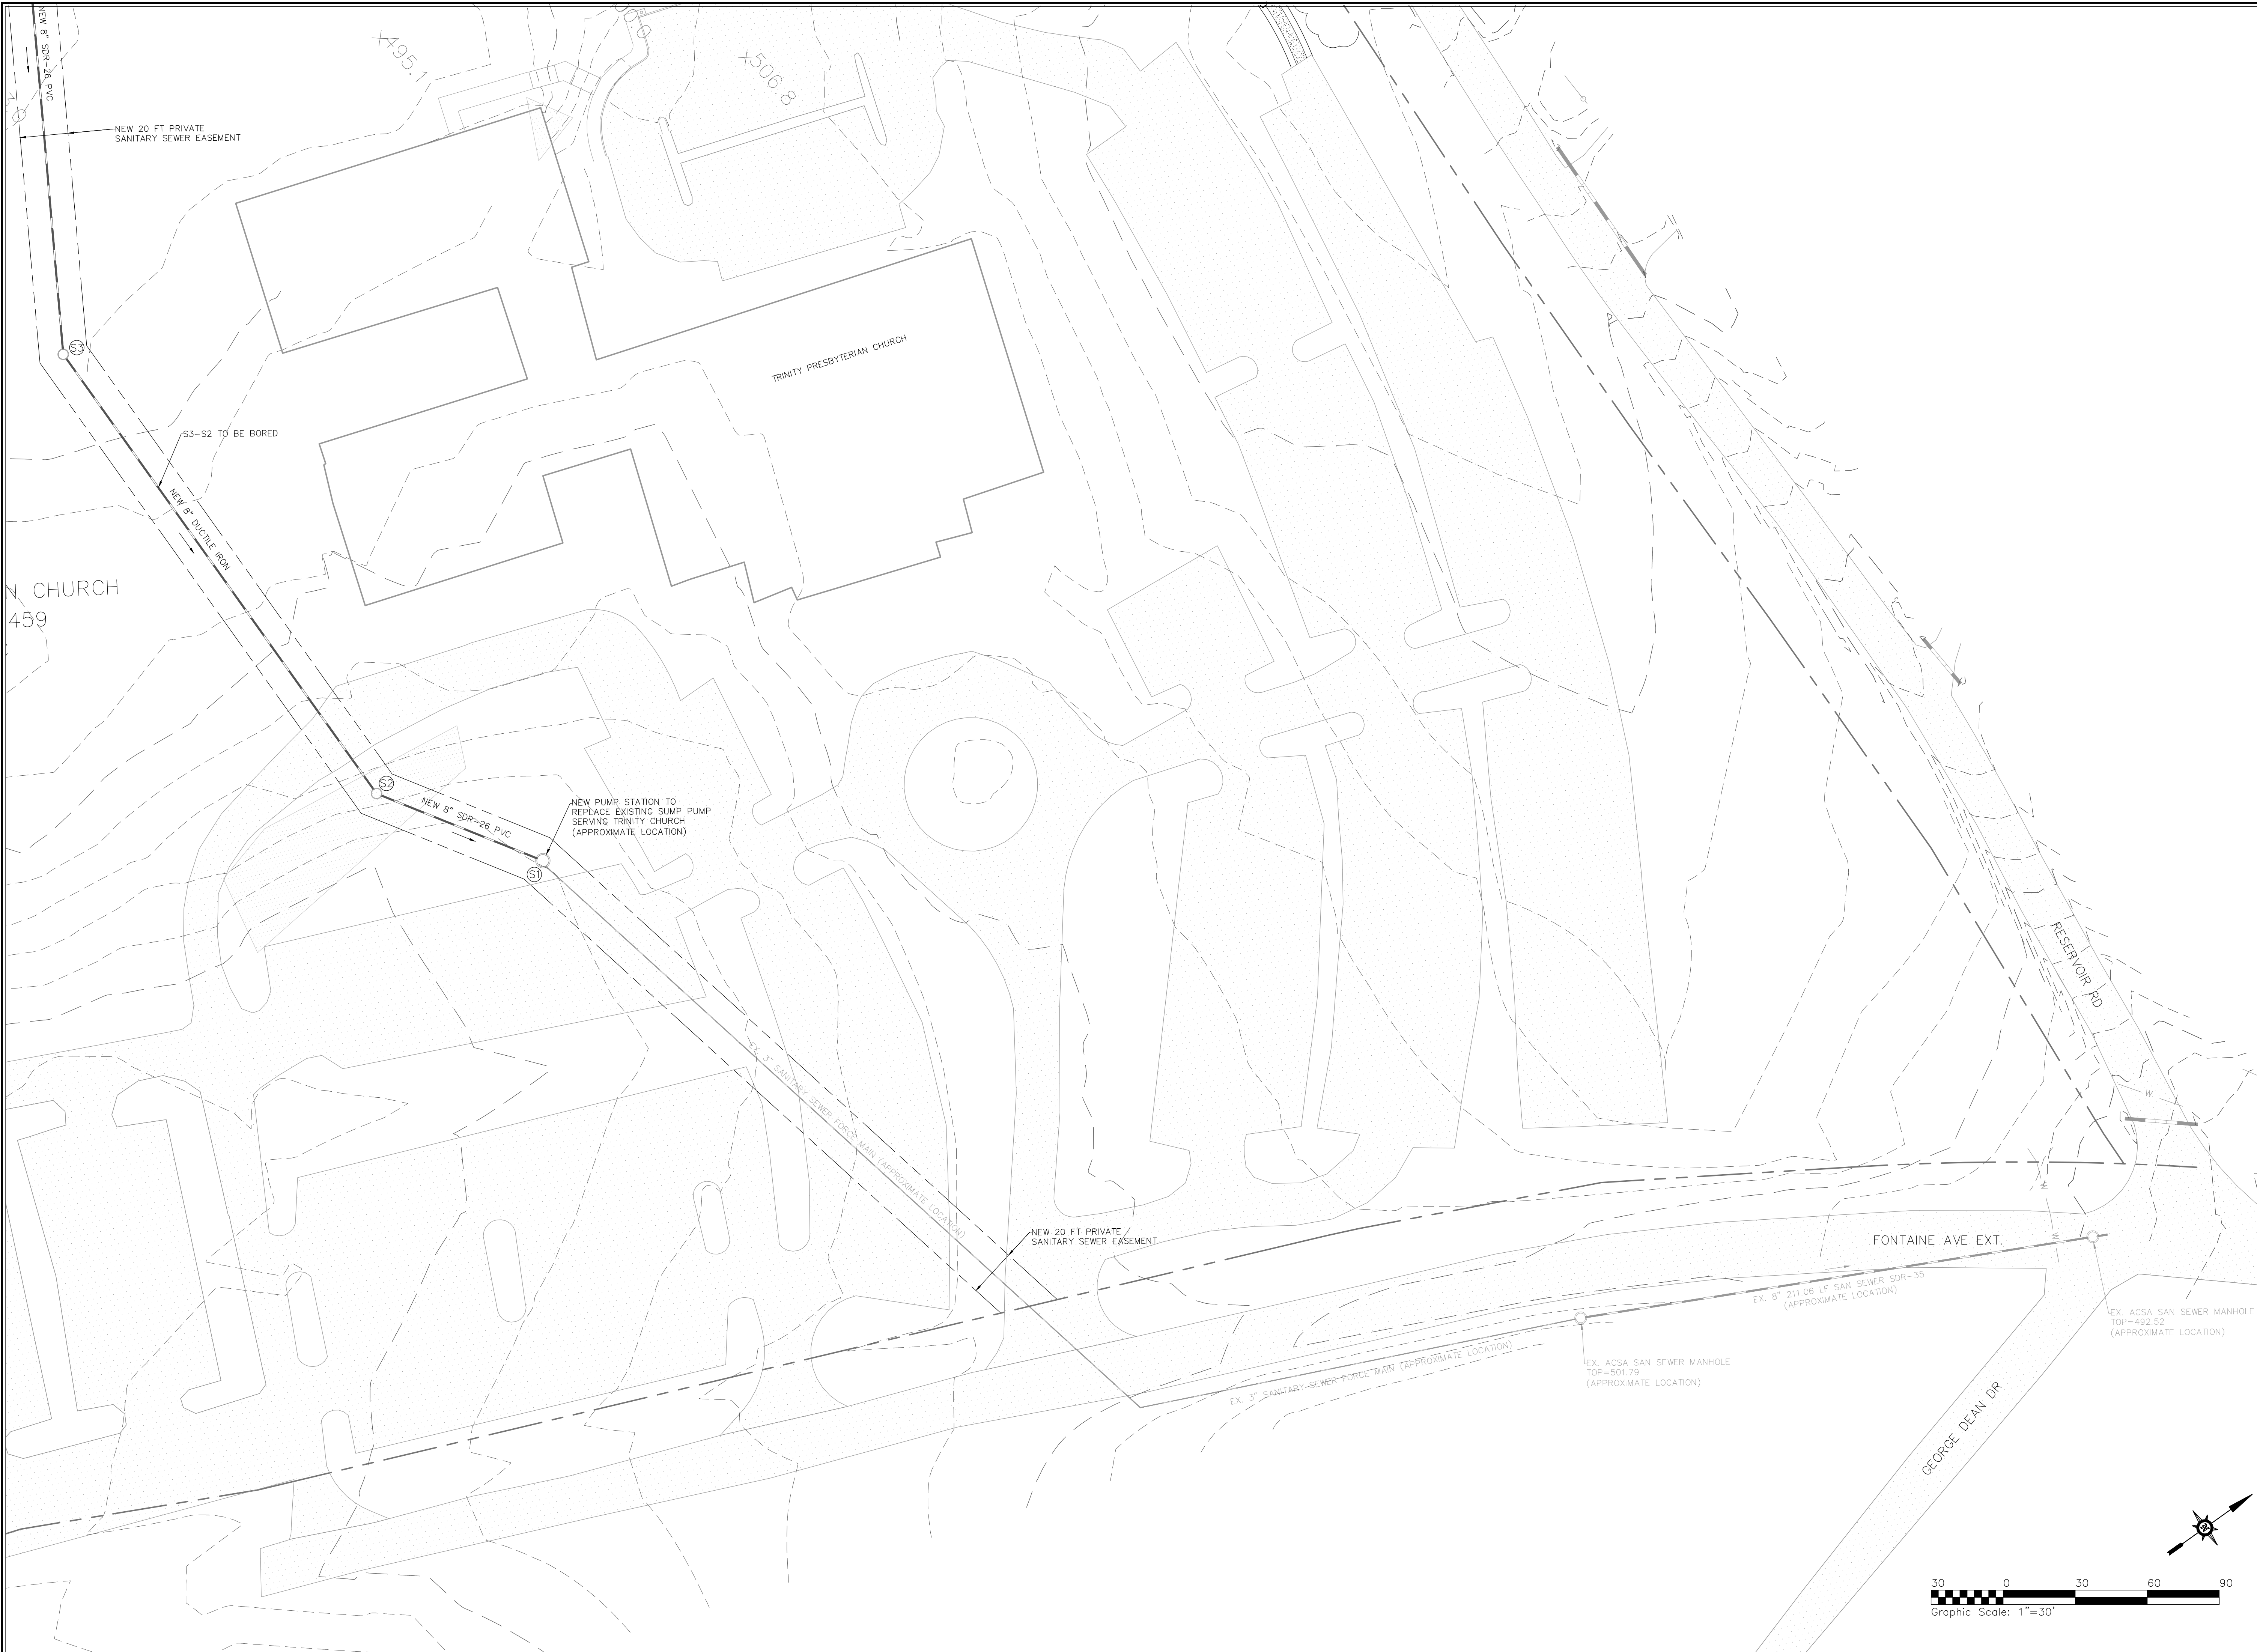 NEW 8" SDR-26 PVC
X495.
X506.8
NEW 20 FT PRIVATE
SANITARY SEWER EASEMENT
S3
TRINITY PRESBYTERIAN CHURCH
S3-S2 TO BE BORED
NEW 8" DUCTILE IRON
N CHURCH
459
S2
NEW 8" SDR-26 PVC
NEW PUMP STATION TO
REPLACE EXISTING SUMP PUMP
SERVING TRINITY CHURCH
(APPROXIMATE LOCATION)
S1
RESERVOIR RD
EX. 3" SANITARY SEWER FORCE MAIN (APPROXIMATE LOCATION)
W
W
W
NEW 20 FT PRIVATE
SANITARY SEWER EASEMENT
FONTAINE AVE EXT.
EX. 8" 211.06 LF SAN SEWER SDR-35
(APPROXIMATE LOCATION)
EX. ACSA SAN SEWER MANHOLE
TOP=492.52
(APPROXIMATE LOCATION)
EX. 3" SANITARY SEWER FORCE MAIN (APPROXIMATE LOCATION)
EX. ACSA SAN SEWER MANHOLE
TOP=501.79
(APPROXIMATE LOCATION)
GEORGE DEAN DR
N
30 0 30 60 90
Graphic Scale: 1"=30'